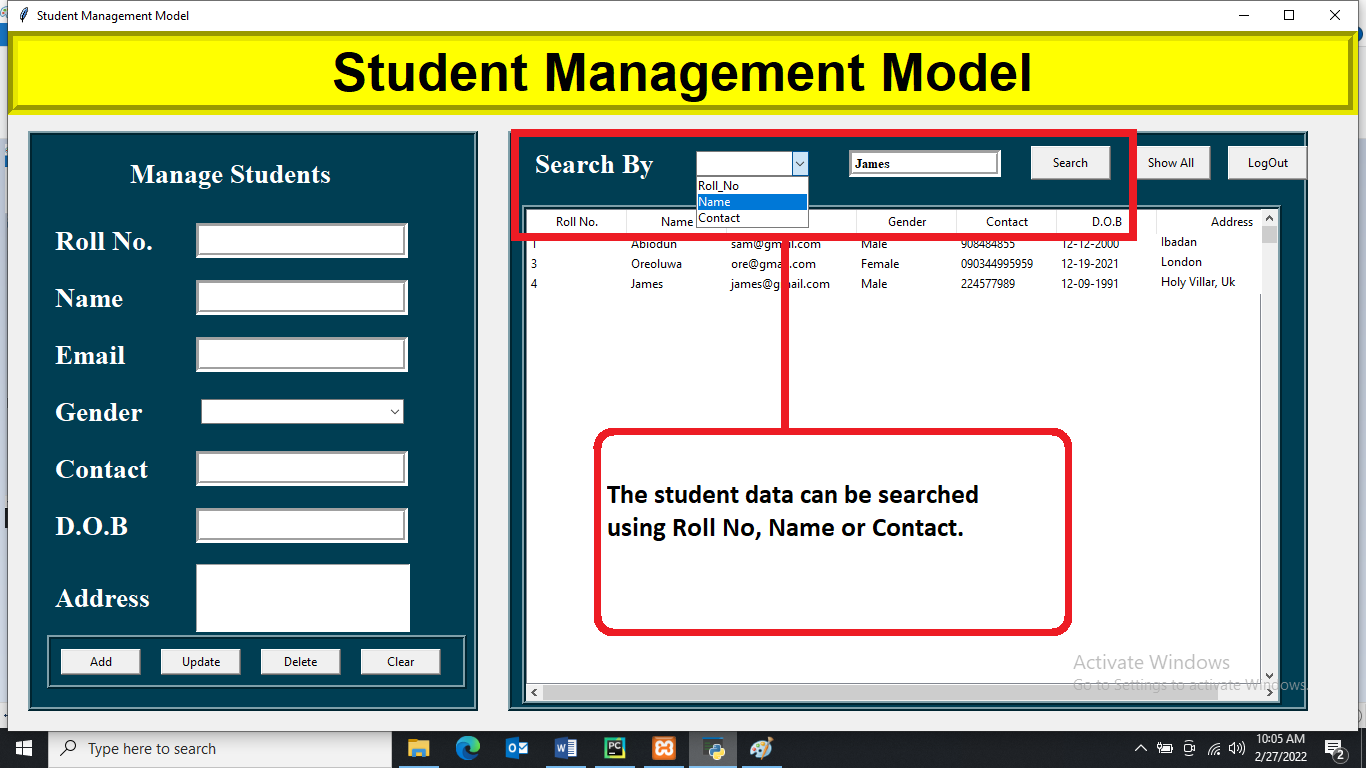 Student Management Model
Student Management Model
Manage Students
Roll No.
Name
Email
Gender
Contact
D.O.B
Address
Add Update Delete Clear
Search By James Search Show All LogOut
Roll_No
Name
Contact
Roll No. Name Gender Contact D.O.B Address
1 Abiodun sam@gmail.com Male 908484855 12-12-2000 Ibadan
3 Oreoluwa ore@gmail.com Female 090344995959 12-19-2021 London
4 James james@gmail.com Male 224577989 12-09-1991 Holy Villar, Uk
The student data can be searched
using Roll No, Name or Contact.
Activate Windows
Go to Settings to activate Windows.
Type here to search
10:05 AM
2/27/2022
2